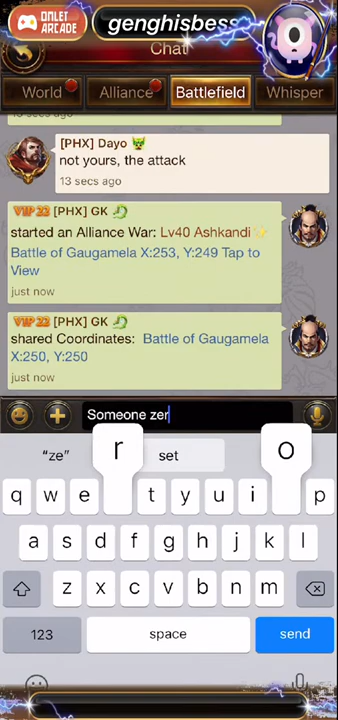 ONLET
ARCADE
genghisbess
Chat
World
Alliance
Battlefield
Whisper
[PHX] Dayo
not yours, the attack
13 secs ago
VIP 22 [PHX] GK
started an Alliance War: Lv40 Ashkandi
Battle of Gaugamela X:253, Y:249 Tap to
View
just now
VIP 22 [PHX] GK
shared Coordinates: Battle of Gaugamela
X:250, Y:250
just now
Someone zer
“ze”
set
q w e r t y u i o p
a s d f g h j k l
z x c v b n m
123
space
send